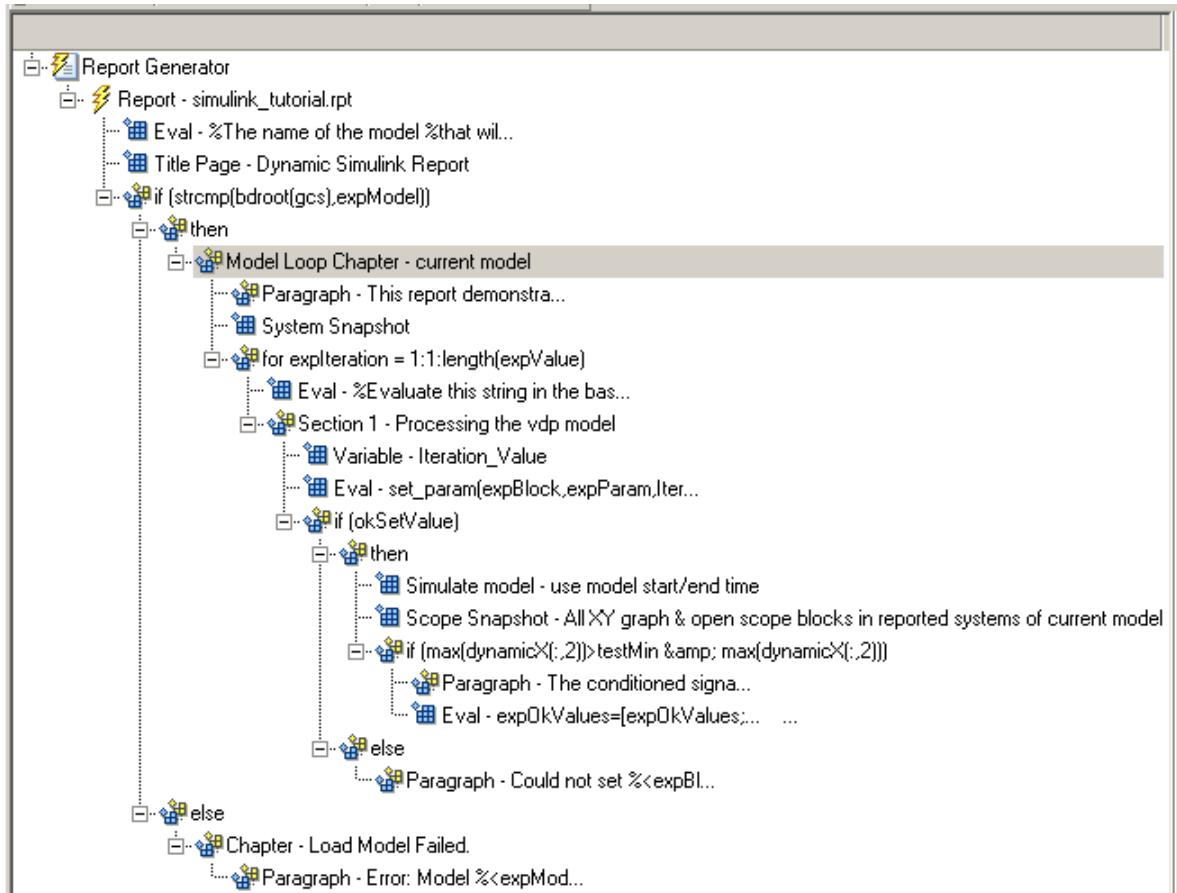 Report Generator
Report - simulink_tutorial.rpt
Eval - %The name of the model %that wil...
Title Page - Dynamic Simulink Report
if (strcmp(bdroot(gcs),expModel))
then
Model Loop Chapter - current model
Paragraph - This report demonstra...
System Snapshot
for expIteration = 1:1:length(expValue)
Eval - %Evaluate this string in the bas...
Section 1 - Processing the vdp model
Variable - Iteration_Value
Eval - set_param(expBlock,expParam,Iter...
if (okSetValue)
then
Simulate model - use model start/end time
Scope Snapshot - All XY graph & open scope blocks in reported systems of current model
if (max(dynamicX(:,2))>testMin &amp; max(dynamicX(:,2)))
Paragraph - The conditioned signa...
Eval - expOkValues=[expOkValues;... ...
else
Paragraph - Could not set %<expBl...
else
Chapter - Load Model Failed.
Paragraph - Error: Model %<expMod...